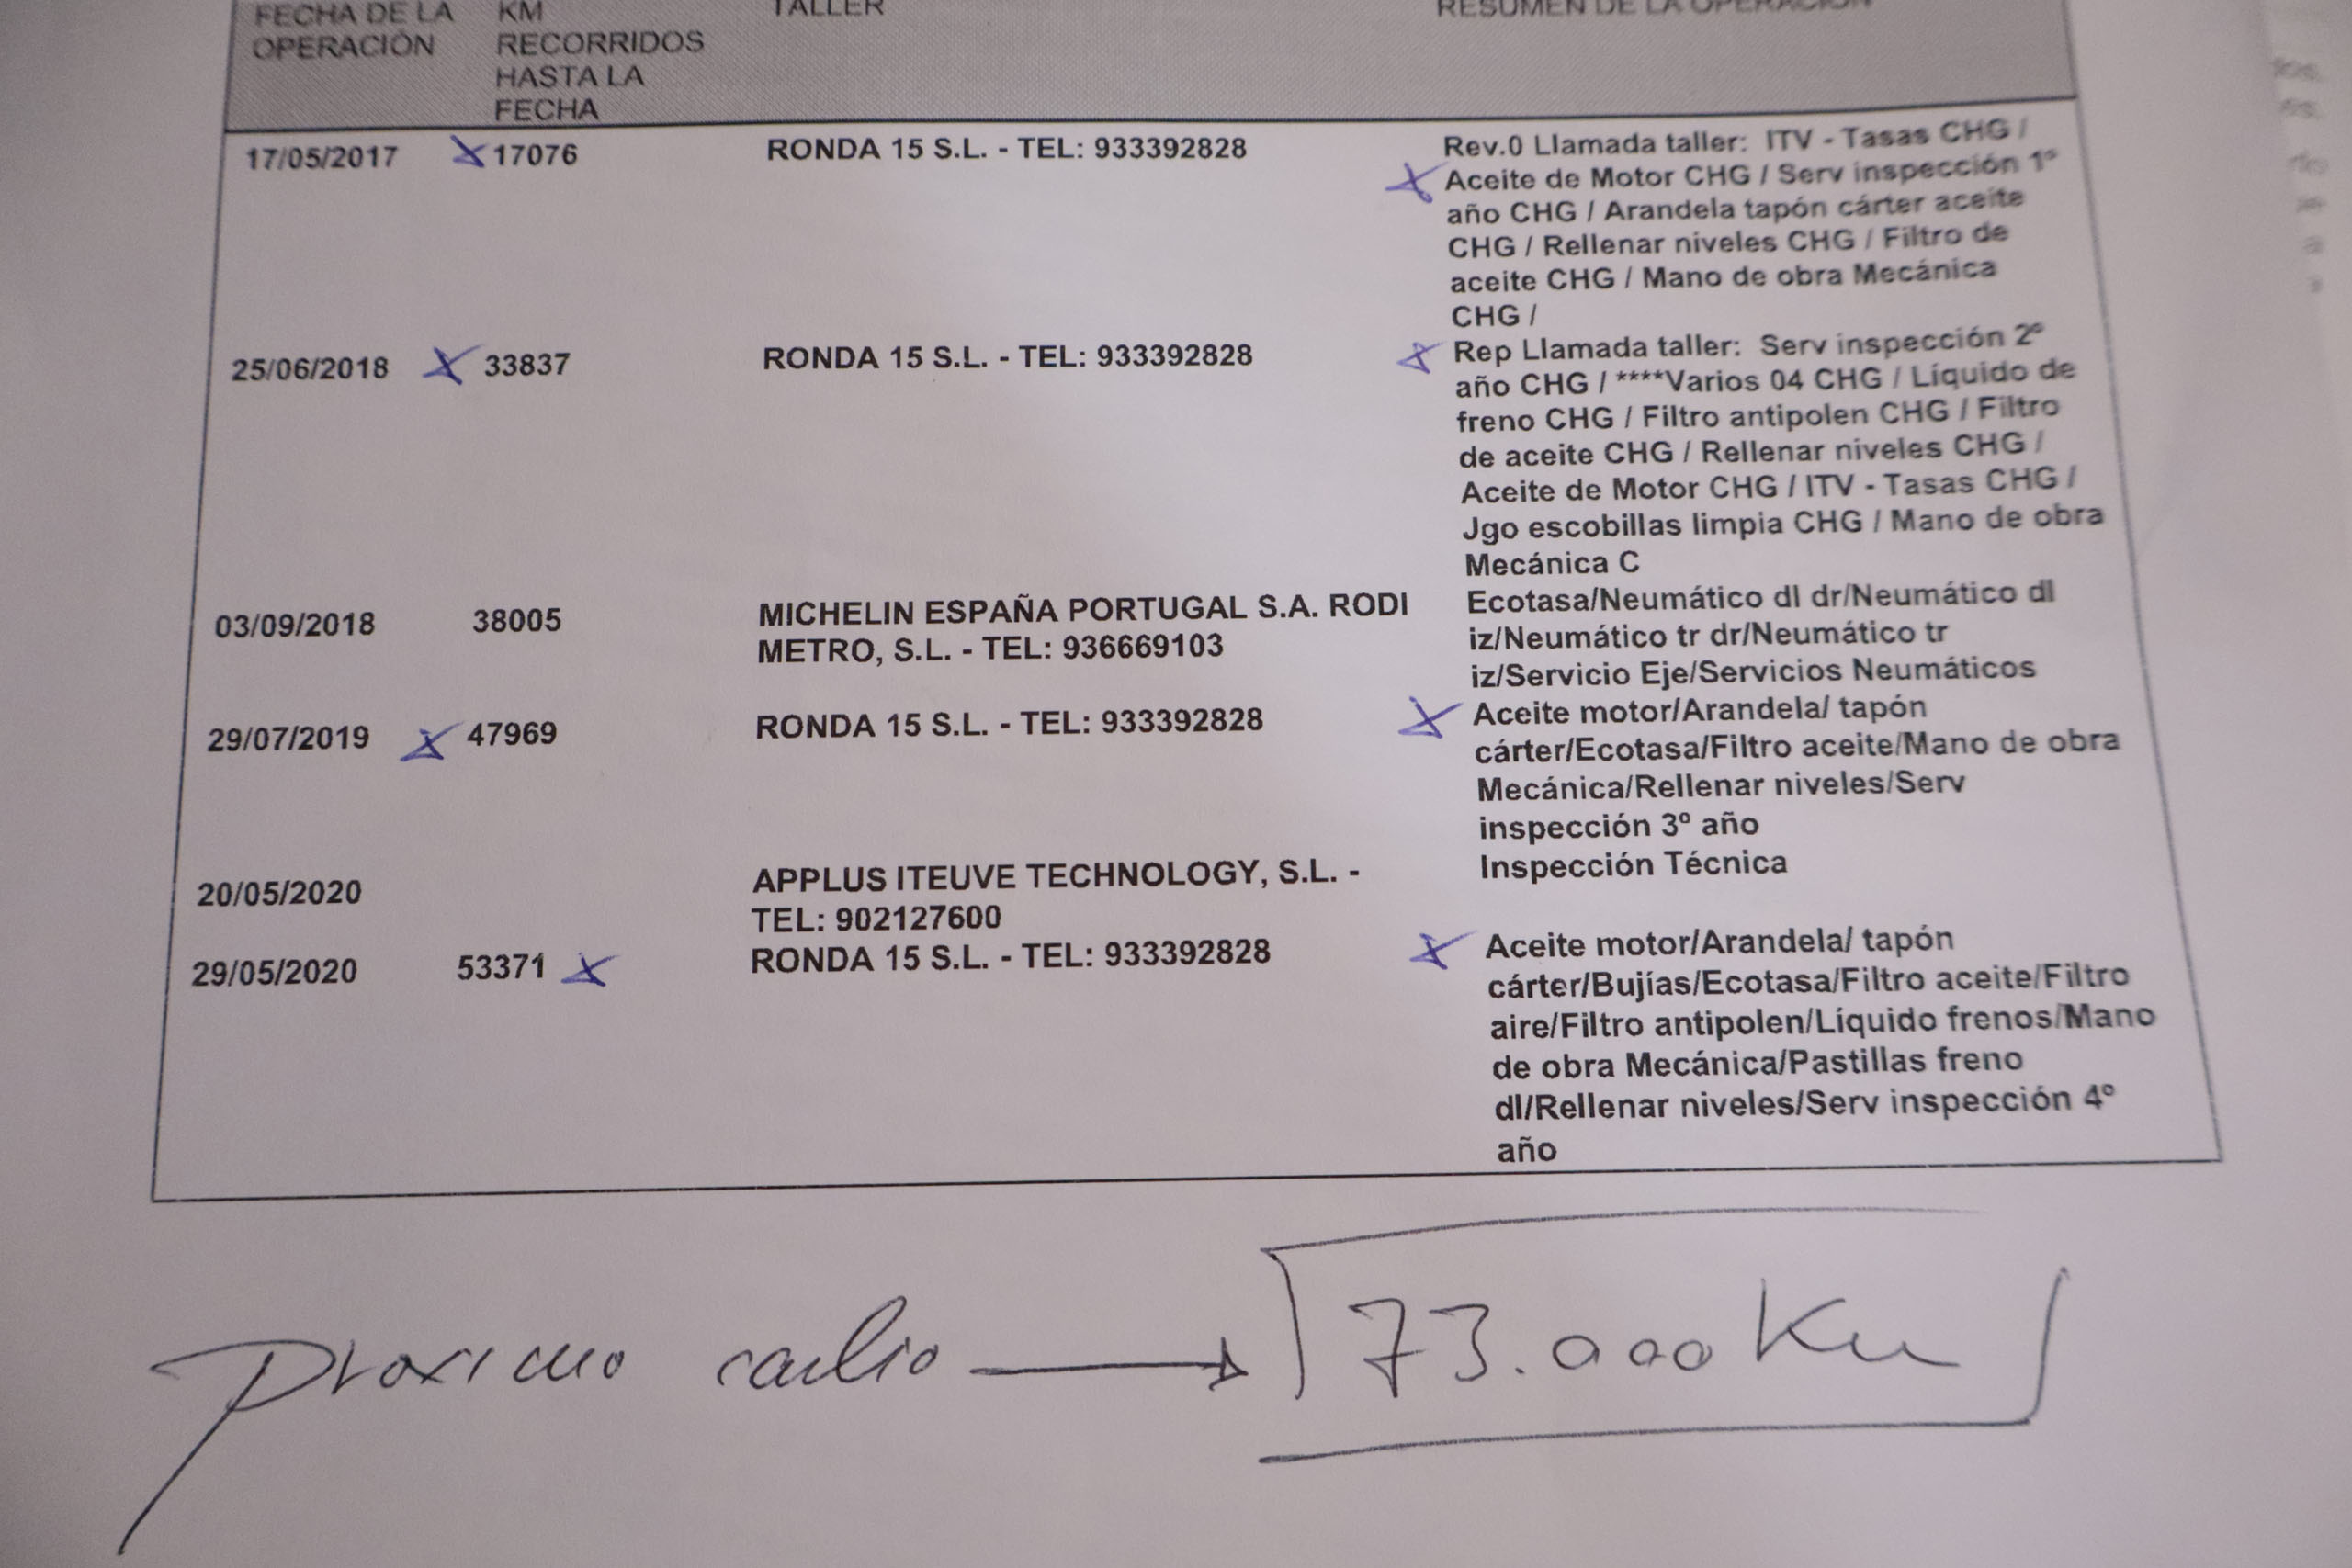 FECHA DE LA
OPERACIÓN
KM
RECORRIDOS
HASTA LA
FECHA
TALLER
RESUMEN DE LA OPERACIÓN
17/05/2017
17076
RONDA 15 S.L. - TEL: 933392828
Rev.0 Llamada taller: ITV - Tasas CHG /
Aceite de Motor CHG / Serv inspección 1º
año CHG / Arandela tapón cárter aceite
CHG / Rellenar niveles CHG / Filtro de
aceite CHG / Mano de obra Mecánica
CHG /
25/06/2018
33837
RONDA 15 S.L. - TEL: 933392828
Rep Llamada taller: Serv inspección 2º
año CHG / ****Varios 04 CHG / Líquido de
freno CHG / Filtro antipolen CHG / Filtro
de aceite CHG / Rellenar niveles CHG /
Aceite de Motor CHG / ITV - Tasas CHG /
Jgo escobillas limpia CHG / Mano de obra
Mecánica C
03/09/2018
38005
MICHELIN ESPAÑA PORTUGAL S.A. RODI
METRO, S.L. - TEL: 936669103
Ecotasa/Neumático dl dr/Neumático dl
iz/Neumático tr dr/Neumático tr
iz/Servicio Eje/Servicios Neumáticos
29/07/2019
47969
RONDA 15 S.L. - TEL: 933392828
Aceite motor/Arandela/ tapón
cárter/Ecotasa/Filtro aceite/Mano de obra
Mecánica/Rellenar niveles/Serv
inspección 3º año
20/05/2020
APPLUS ITEUVE TECHNOLOGY, S.L. -
TEL: 902127600
Inspección Técnica
29/05/2020
53371
RONDA 15 S.L. - TEL: 933392828
Aceite motor/Arandela/ tapón
cárter/Bujías/Ecotasa/Filtro aceite/Filtro
aire/Filtro antipolen/Líquido frenos/Mano
de obra Mecánica/Pastillas freno
dl/Rellenar niveles/Serv inspección 4º
año
proximo cambio → 73.000 Km